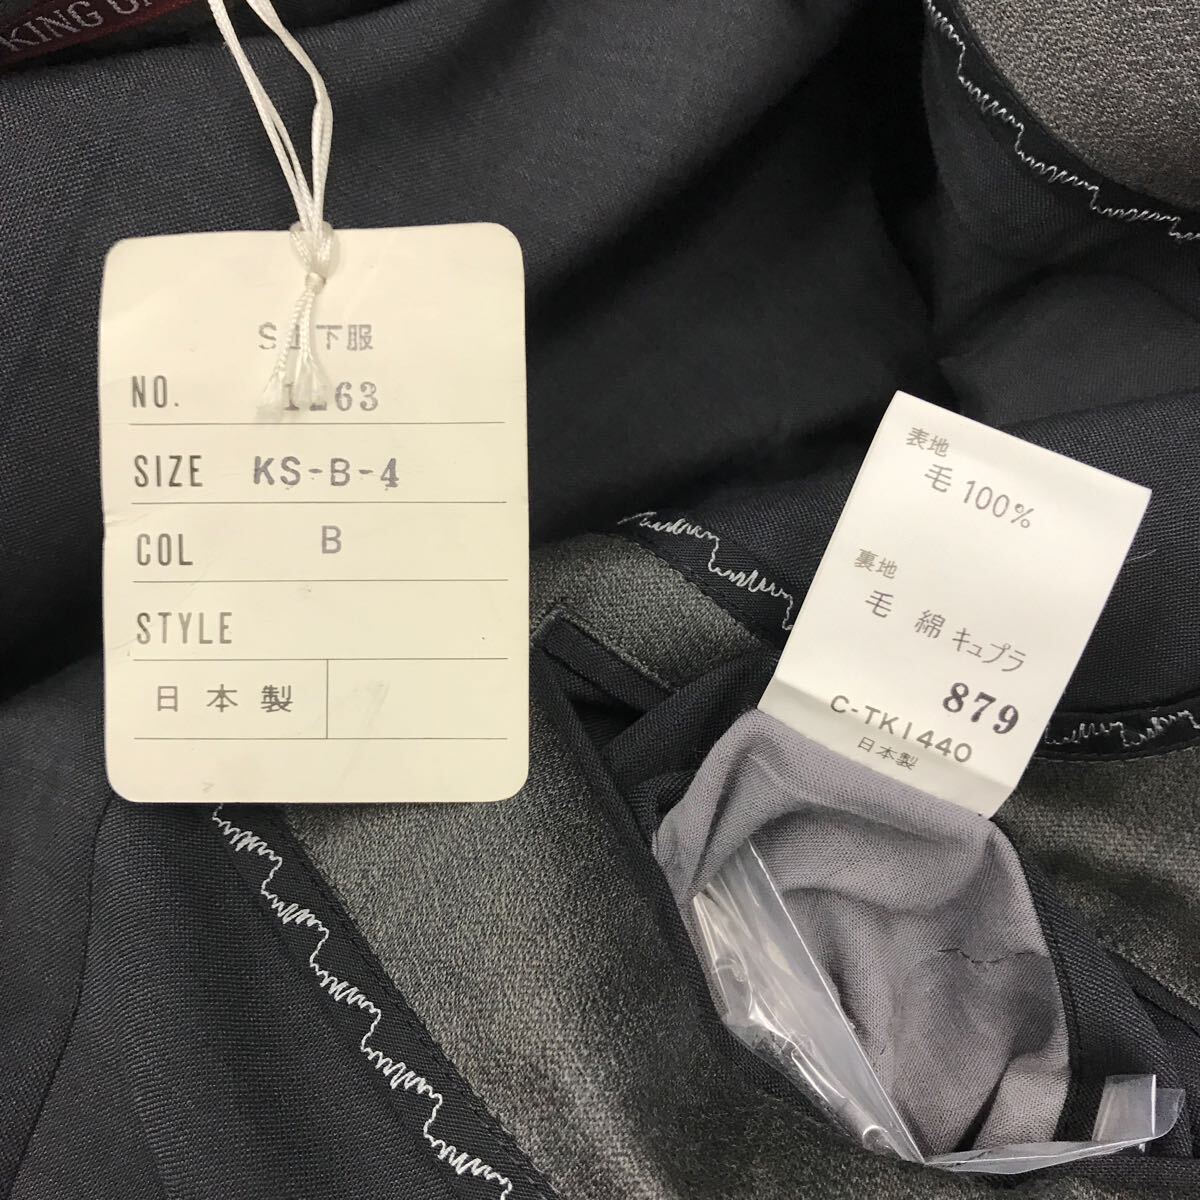 KING
S 下服
NO. 63
SIZE KS-B-4
COL B
STYLE
日本製
表地
毛 100%
裏地
毛 綿 キュプラ
879
C-TK1440
日本製